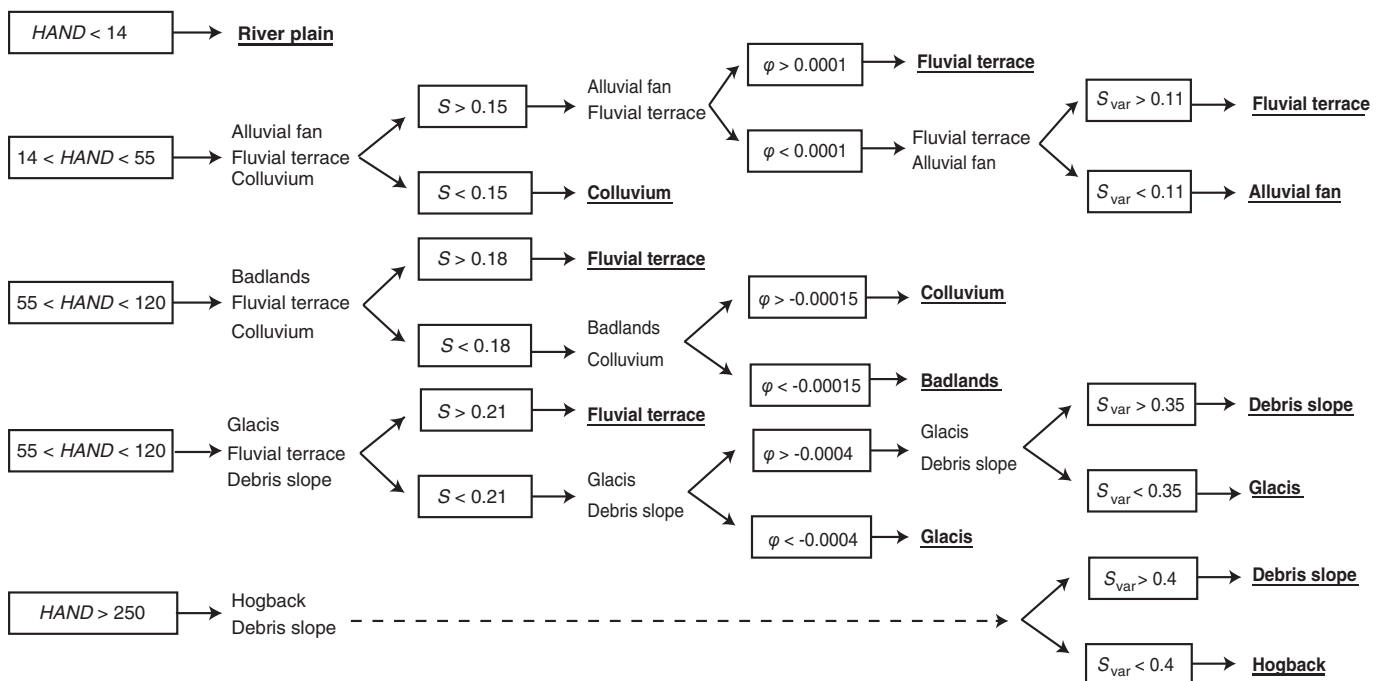 HAND < 14
River plain
14 < HAND < 55
Alluvial fan
Fluvial terrace
Colluvium
S > 0.15
Alluvial fan
Fluvial terrace
φ > 0.0001
Fluvial terrace
φ < 0.0001
Fluvial terrace
Alluvial fan
Svar > 0.11
Fluvial terrace
Svar < 0.11
Alluvial fan
S < 0.15
Colluvium
55 < HAND < 120
Badlands
Fluvial terrace
Colluvium
S > 0.18
Fluvial terrace
S < 0.18
Badlands
Colluvium
φ > -0.00015
Colluvium
φ < -0.00015
Badlands
55 < HAND < 120
Glacis
Fluvial terrace
Debris slope
S > 0.21
Fluvial terrace
S < 0.21
Glacis
Debris slope
φ > -0.0004
Glacis
Debris slope
Svar > 0.35
Debris slope
Svar < 0.35
Glacis
φ < -0.0004
Glacis
HAND > 250
Hogback
Debris slope
Svar > 0.4
Debris slope
Svar < 0.4
Hogback